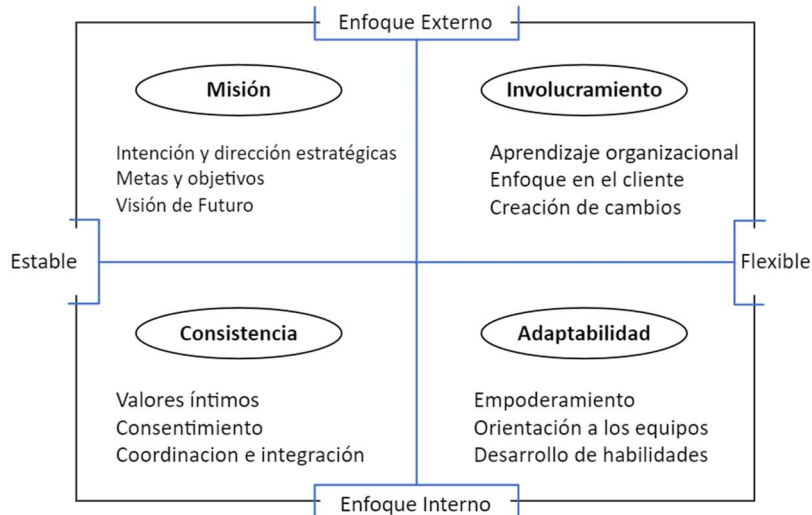 Enfoque Externo
Misión
Involucramiento
Intención y dirección estratégicas
Metas y objetivos
Visión de Futuro
Aprendizaje organizacional
Enfoque en el cliente
Creación de cambios
Estable
Flexible
Consistencia
Adaptabilidad
Valores íntimos
Consentimiento
Coordinacion e integración
Empoderamiento
Orientación a los equipos
Desarrollo de habilidades
Enfoque Interno